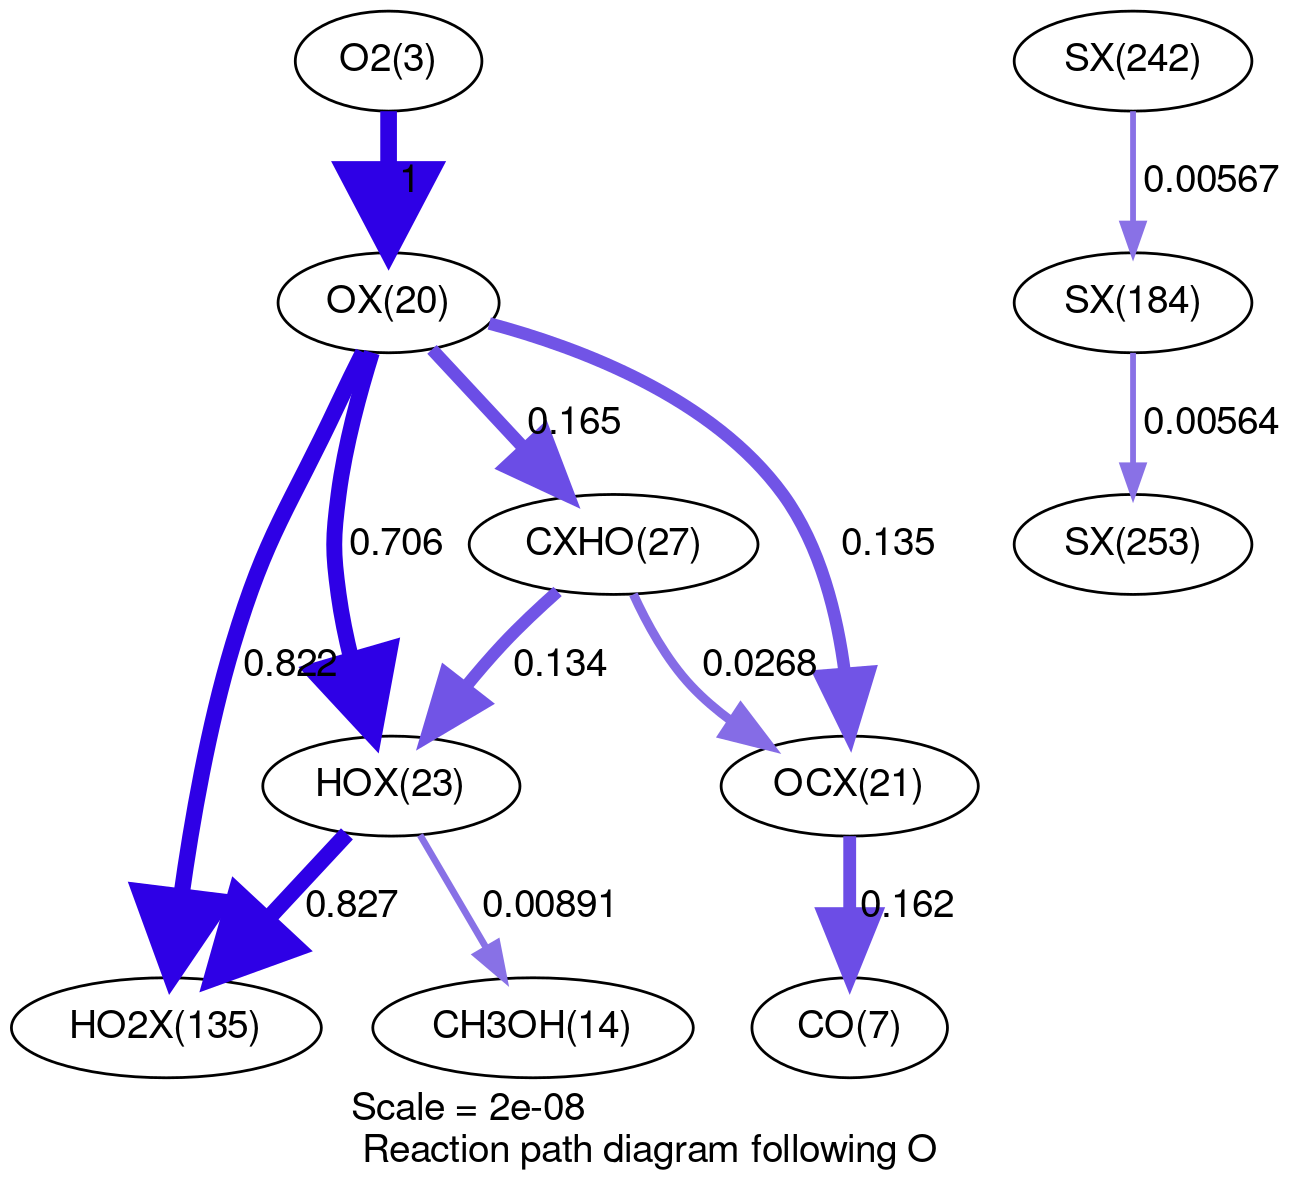 O2(3)
SX(242)
1
0.00567
OX(20)
SX(184)
0.165
0.00564
0.706
CXHO(27)
0.135
SX(253)
0.822
0.134
0.0268
HOX(23)
OCX(21)
0.827
0.00891
0.162
HO2X(135)
CH3OH(14)
CO(7)
Scale = 2e-08
Reaction path diagram following O